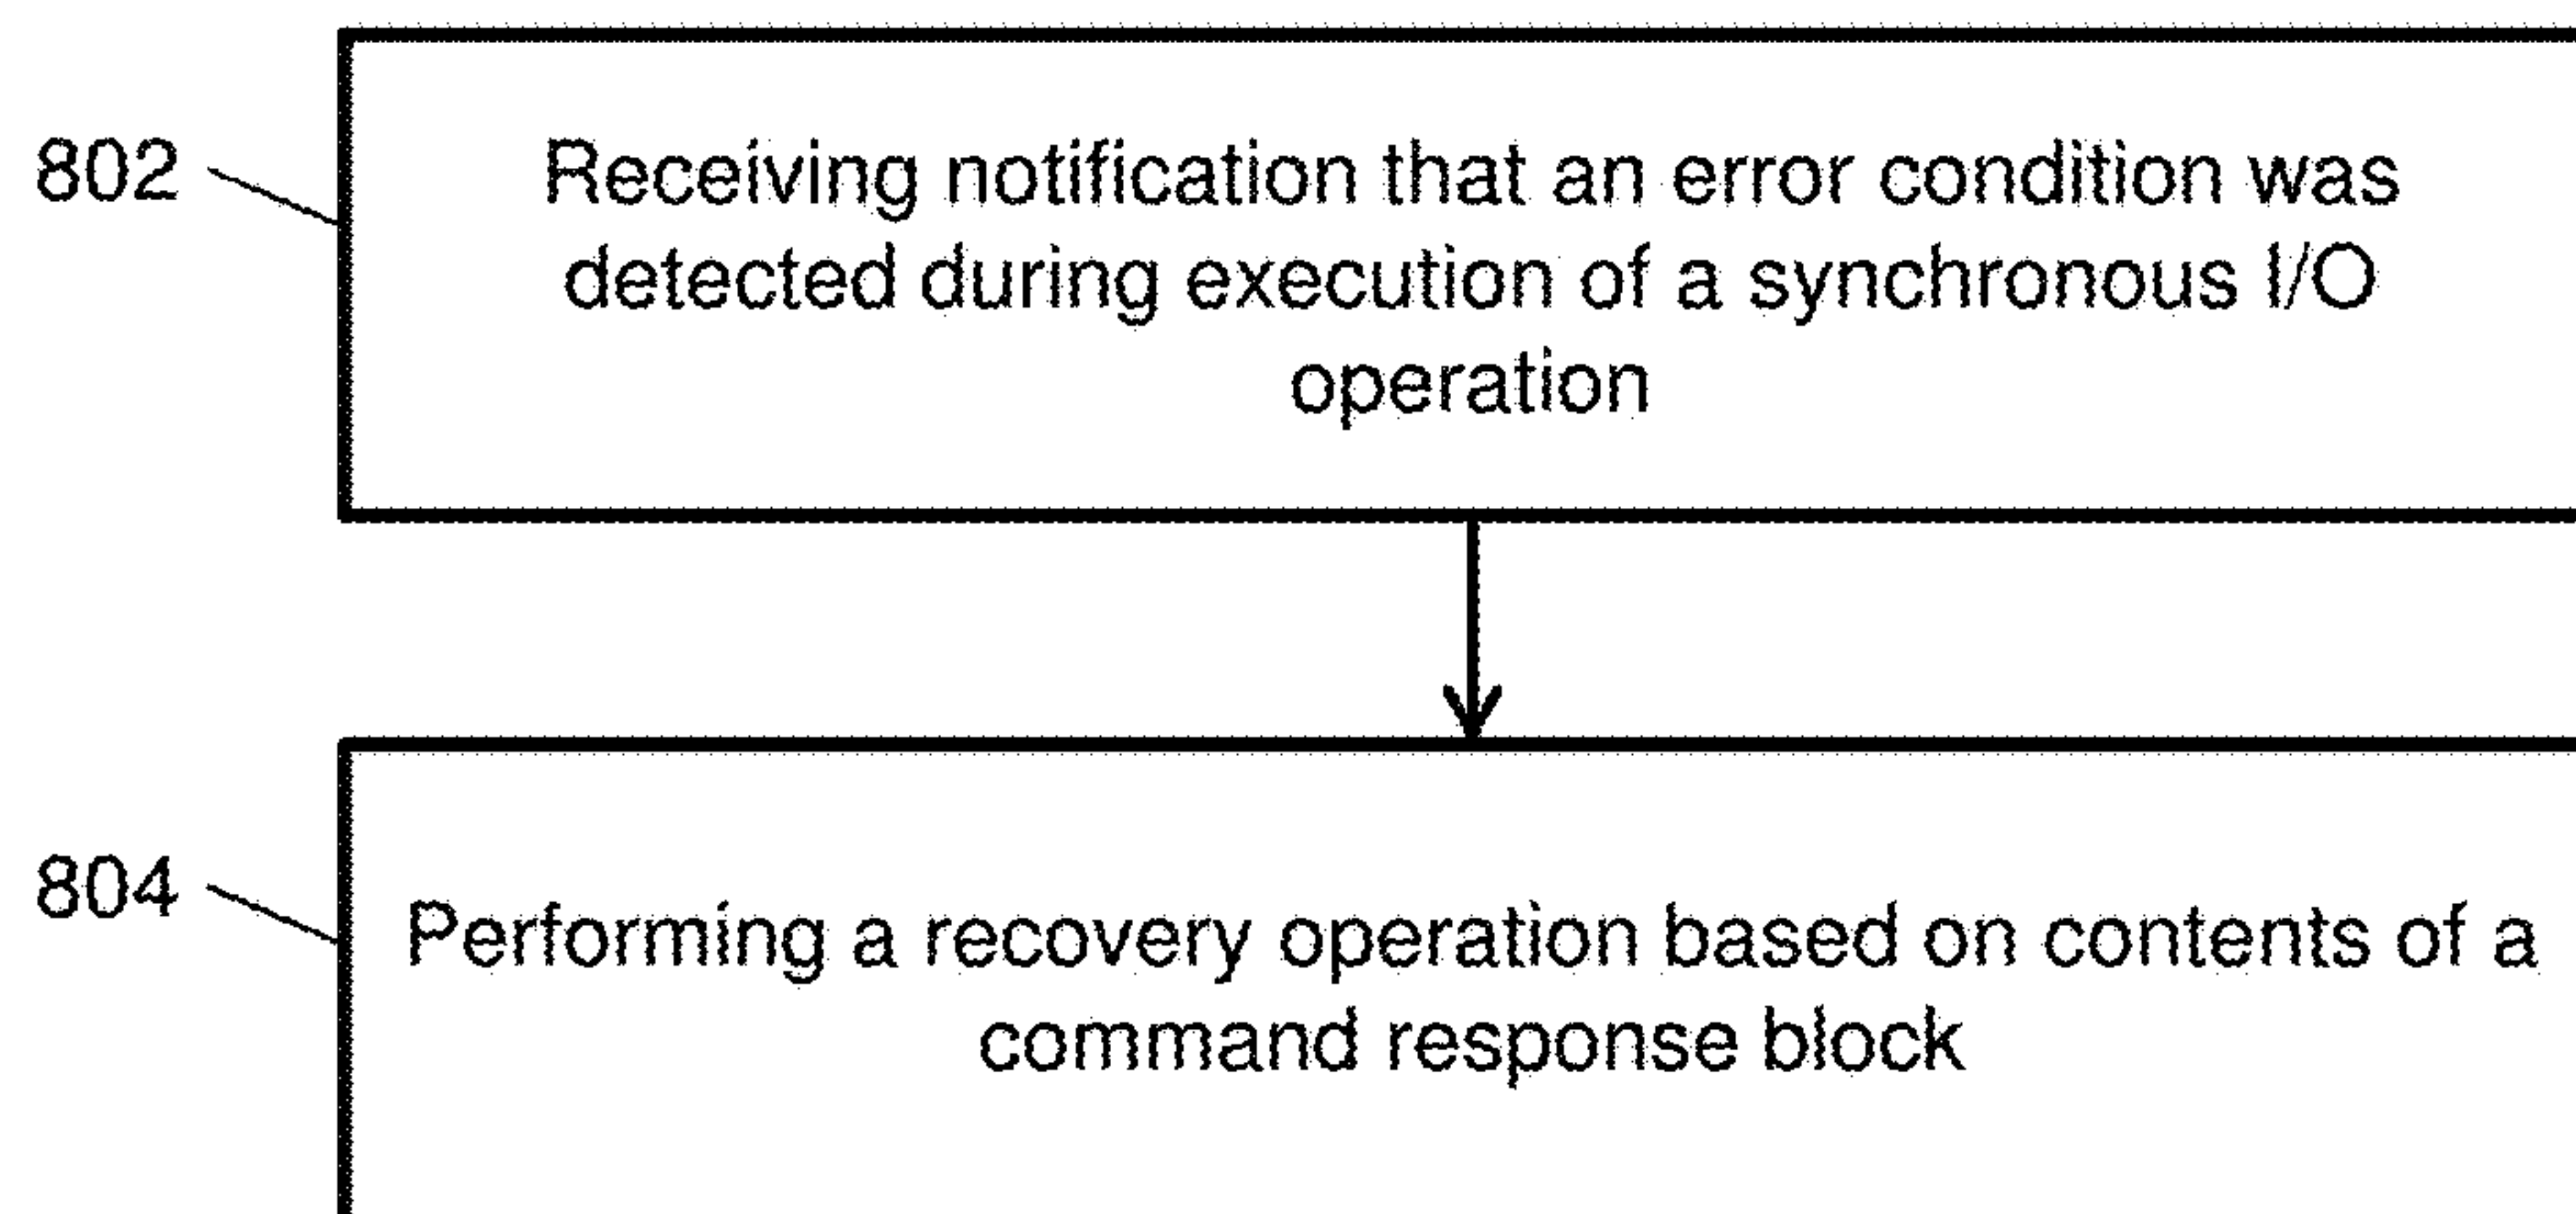 802
Receiving notification that an error condition was
detected during execution of a synchronous I/O
operation
804
Performing a recovery operation based on contents of a
command response block